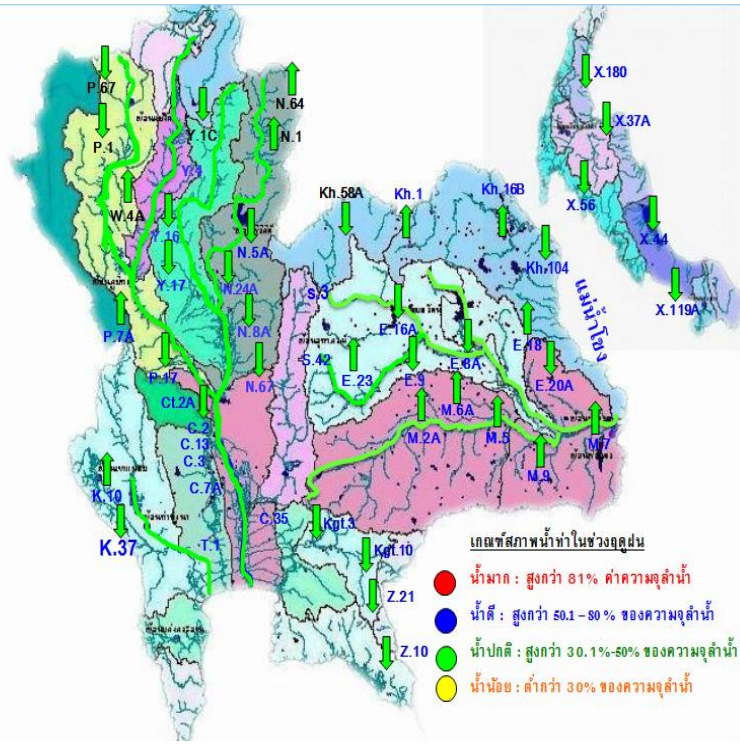 P.67
N.64
P.1
Y.1C
N.1
Y.4
W.4A
Y.16
N.5A
Y.17
N.24A
P.7A
N.8A
P.17
N.67
Ct.2A
C.2
C.13
C.3
C.7A
K.10
K.37
T.1
C.35
Kh.58A
Kh.1
Kh.16B
Kh.104
แม่น้ำโขง
S.3
E.16A
E.18
S.42
E.8A
E.23
E.9
E.20A
M.6A
M.2A
M.5
M.7
M.9
Kgt.3
Kgt.10
Z.21
Z.10
X.180
X.37A
X.56
X.44
X.119A
เกณฑ์สภาพน้ำท่าในช่วงฤดูฝน
น้ำมาก : สูงกว่า 81% ค่าความจุลำน้ำ
น้ำดี : สูงกว่า 50.1 – 80 % ของความจุลำน้ำ
น้ำปกติ : สูงกว่า 30.1%-50% ของความจุลำน้ำ
น้ำน้อย : ต่ำกว่า 30% ของความจุลำน้ำ